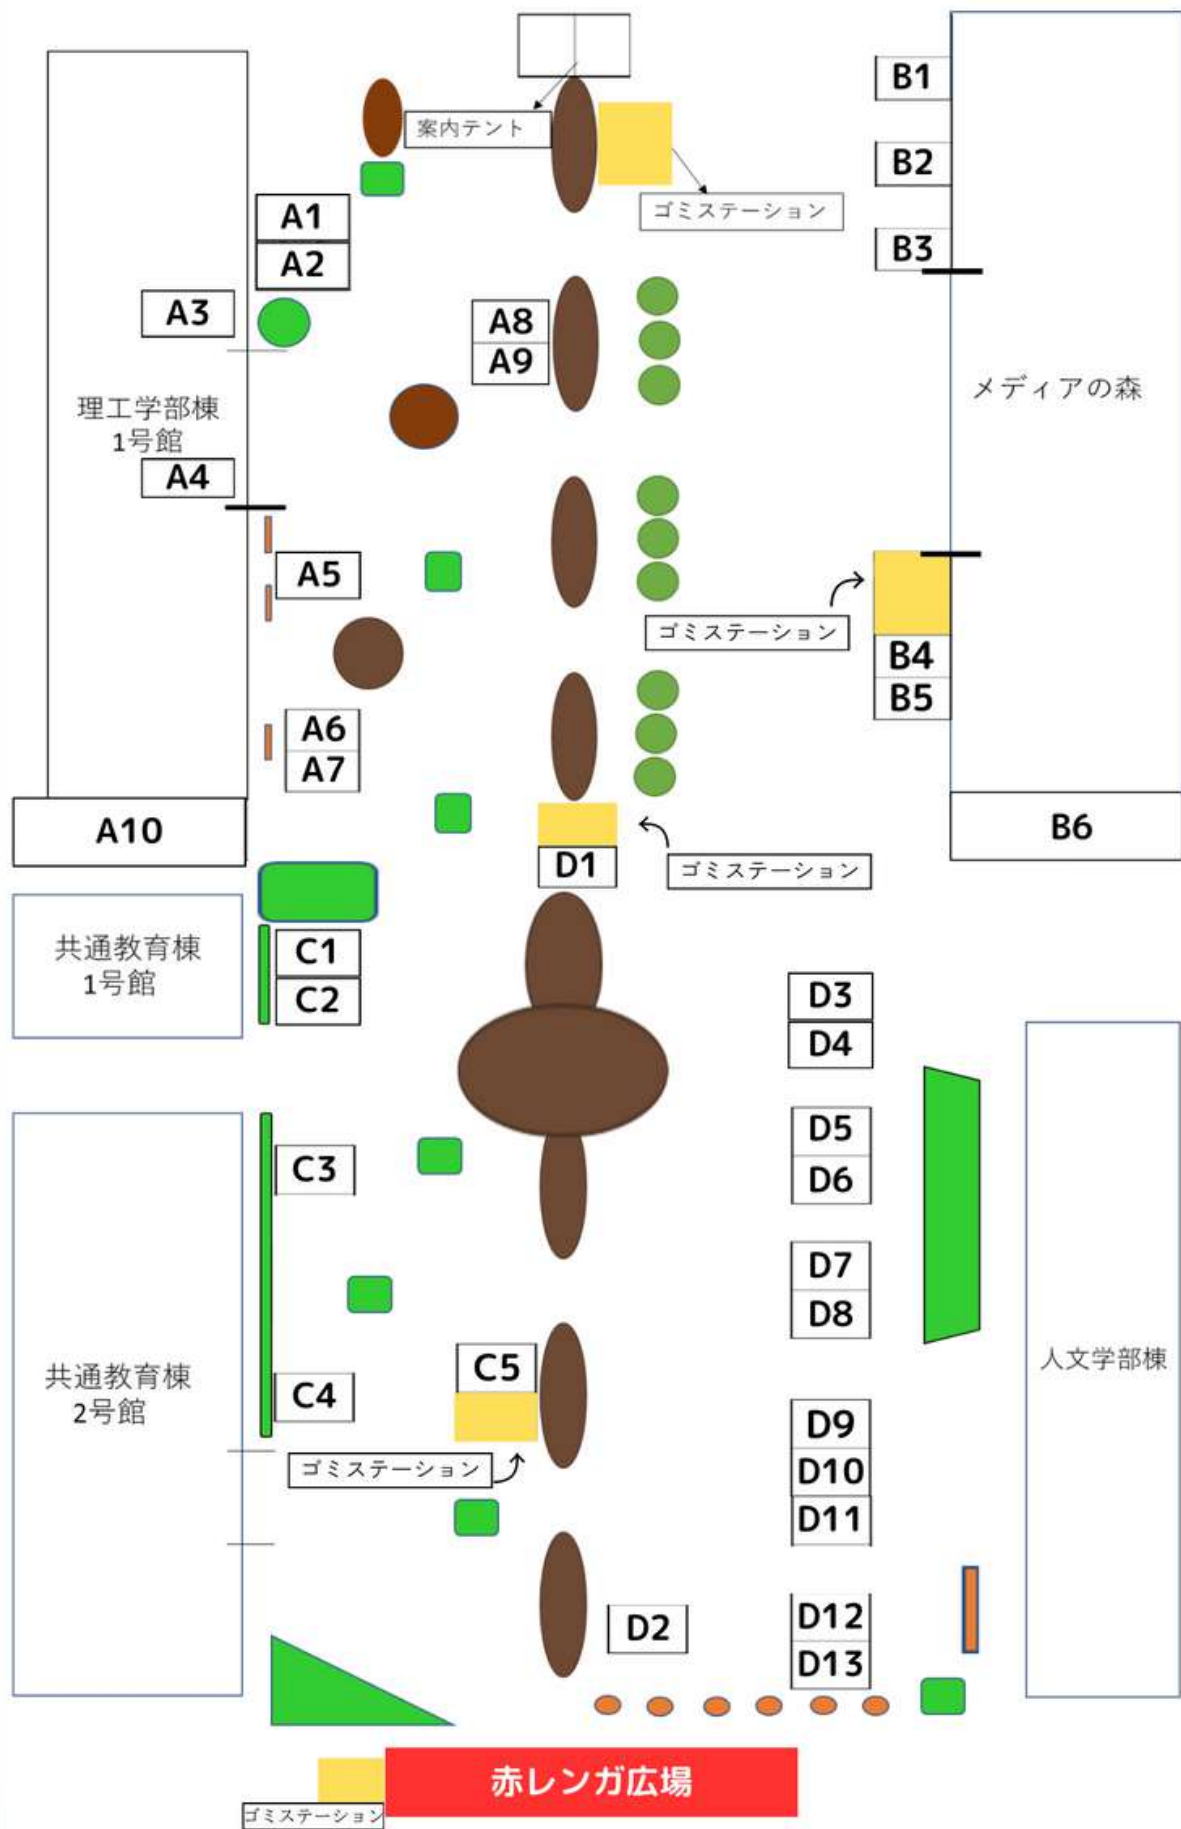 案内テント
ゴミステーション
B1
B2
B3
A1
A2
A3
A8
A9
理工学部棟
1号館
メディアの森
A4
A5
ゴミステーション
B4
B5
A6
A7
A10
D1
ゴミステーション
B6
共通教育棟
1号館
C1
C2
D3
D4
D5
D6
C3
D7
D8
人文学部棟
共通教育棟
2号館
C4
C5
ゴミステーション
D9
D10
D11
D2
D12
D13
赤レンガ広場
ゴミステーション